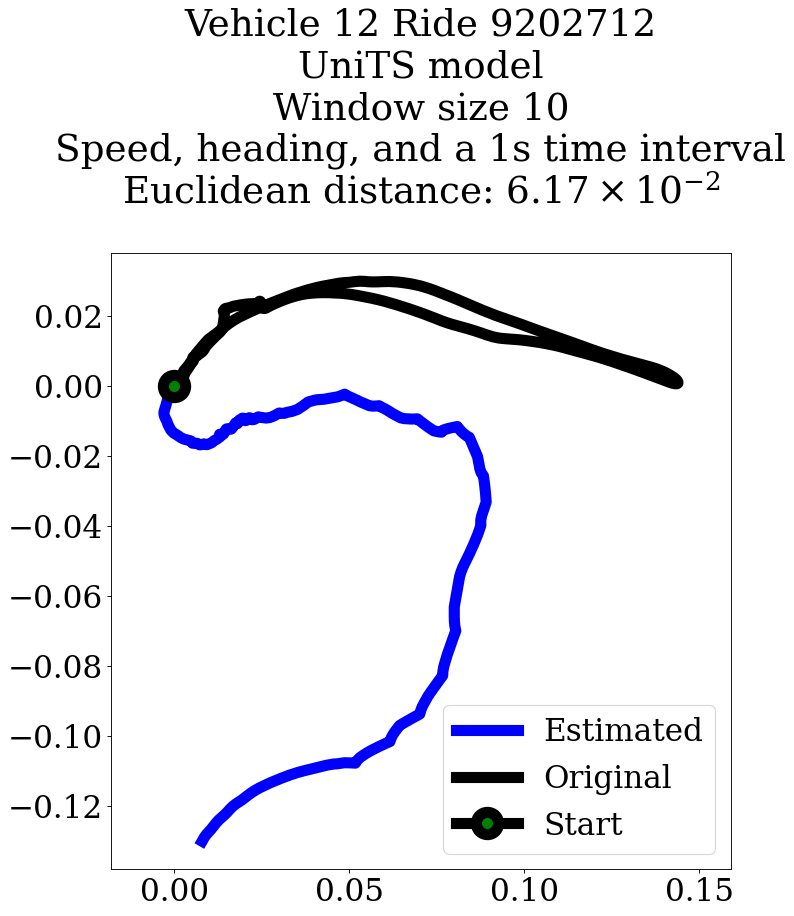 Vehicle 12 Ride 9202712
UniTS model
Window size 10
Speed, heading, and a 1s time interval
Euclidean distance: 6.17 × 10⁻²
0.02
0.00
−0.02
−0.04
−0.06
−0.08
−0.10
−0.12
Estimated
Original
Start
0.00 0.05 0.10 0.15